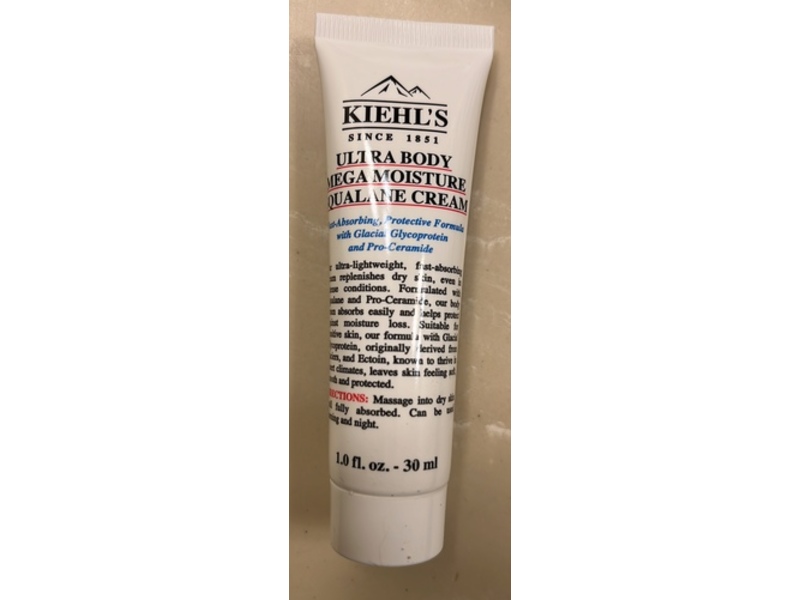 KIEHL'S
SINCE 1851
ULTRA BODY
MEGA MOISTURE
QUALANE CREAM
-Absorbing, Protective Formula
with Glacial Glycoprotein
and Pro-Ceramide
ultra-lightweight, fast-absorbing
replenishes dry skin, even in
conditions. Formulated with
alane and Pro-Ceramide, our body
absorbs easily and helps protect
moisture loss. Suitable for
skin, our formula with Glacial
oprotein, originally derived from
and Ectoin, known to thrive in
climates, leaves skin feeling soft,
and protected.
ECTIONS: Massage into dry
fully absorbed. Can be used
and night.
1.0 fl. oz. - 30 ml